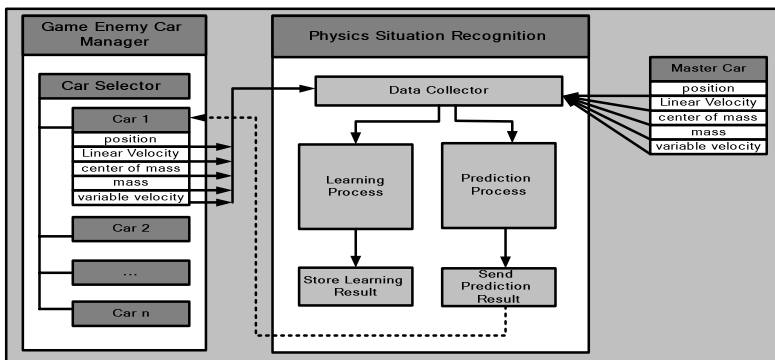 Game Enemy Car
Manager
Car Selector
Car 1
position
Linear Velocity
center of mass
mass
variable velocity
Car 2
...
Car n
Physics Situation Recognition
Data Collector
Learning
Process
Prediction
Process
Store Learning
Result
Send
Prediction
Result
Master Car
position
Linear Velocity
center of mass
mass
variable velocity